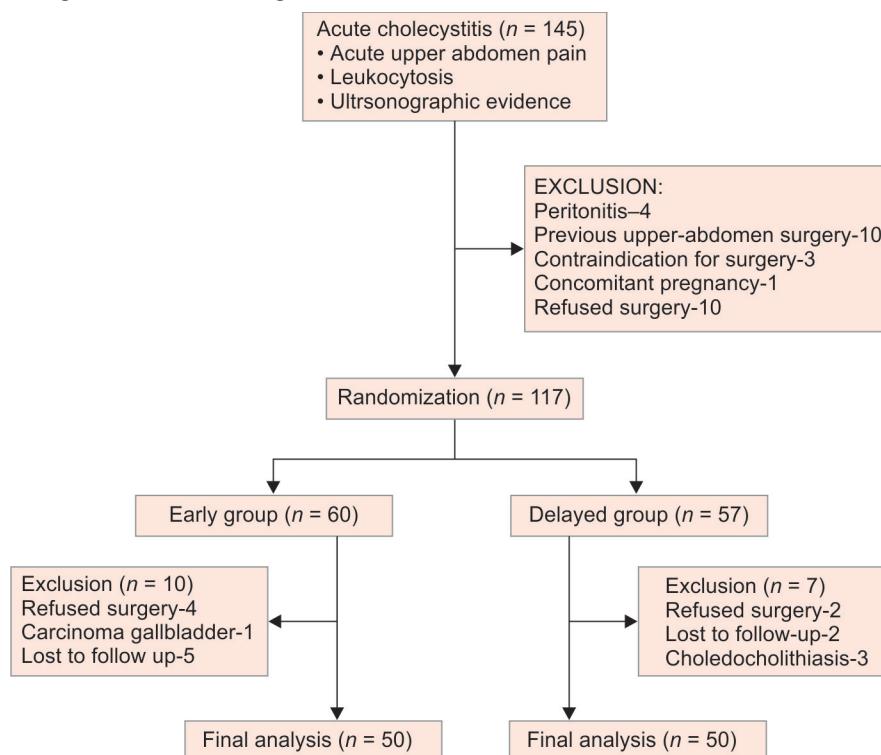 Acute cholecystitis (n = 145)
• Acute upper abdomen pain
• Leukocytosis
• Ultrsonographic evidence
EXCLUSION:
Peritonitis–4
Previous upper-abdomen surgery-10
Contraindication for surgery-3
Concomitant pregnancy-1
Refused surgery-10
Randomization (n = 117)
Early group (n = 60)
Delayed group (n = 57)
Exclusion (n = 10)
Refused surgery-4
Carcinoma gallbladder-1
Lost to follow up-5
Exclusion (n = 7)
Refused surgery-2
Lost to follow-up-2
Choledocholithiasis-3
Final analysis (n = 50)
Final analysis (n = 50)